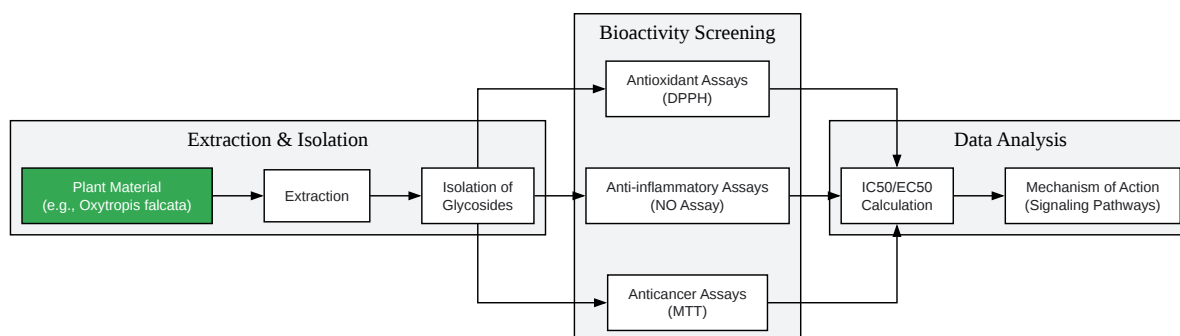 Bioactivity Screening
Antioxidant Assays
(DPPH)
Extraction & Isolation
Data Analysis
Plant Material
(e.g., Oxytropis falcata)
Extraction
Isolation of
Glycosides
Anti-inflammatory Assays
(NO Assay)
IC50/EC50
Calculation
Mechanism of Action
(Signaling Pathways)
Anticancer Assays
(MTT)